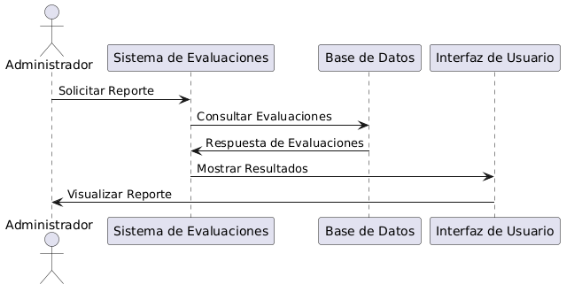 Administrador
Sistema de Evaluaciones
Base de Datos
Interfaz de Usuario
Solicitar Reporte
Consultar Evaluaciones
Respuesta de Evaluaciones
Mostrar Resultados
Visualizar Reporte
Administrador
Sistema de Evaluaciones
Base de Datos
Interfaz de Usuario